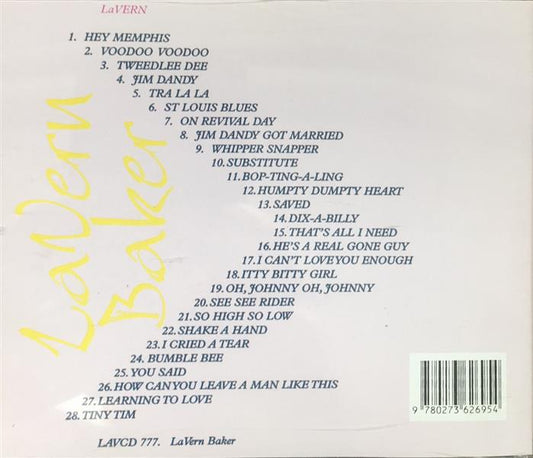 LaVERN
1. HEY MEMPHIS
2. VOODOO VOODOO
3. TWEEDLEE DEE
4. JIM DANDY
5. TRA LA LA
6. ST LOUIS BLUES
7. ON REVIVAL DAY
8. JIM DANDY GOT MARRIED
9. WHIPPER SNAPPER
10. SUBSTITUTE
11. BOP-TING-A-LING
12. HUMPTY DUMPTY HEART
13. SAVED
14. DIX-A-BILLY
15. THAT'S ALL I NEED
16. HE'S A REAL GONE GUY
17. I CAN'T LOVE YOU ENOUGH
18. ITTY BITTY GIRL
19. OH, JOHNNY OH, JOHNNY
20. SEE SEE RIDER
21. SO HIGH SO LOW
22. SHAKE A HAND
23. I CRIED A TEAR
24. BUMBLE BEE
25. YOU SAID
26. HOW CAN YOU LEAVE A MAN LIKE THIS
27. LEARNING TO LOVE
28. TINY TIM
LAVCD 777. LaVern Baker
LaVern
Baker
9 780273 626954